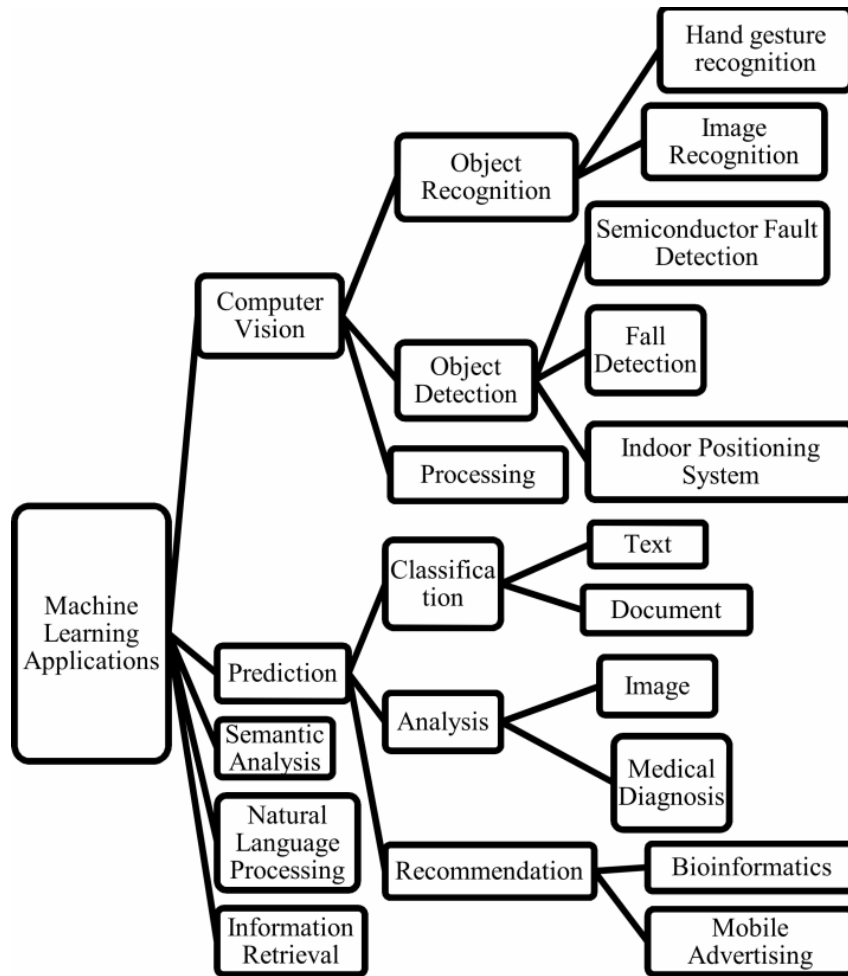 Hand gesture
recognition
Image
Recognition
Object
Recognition
Semiconductor Fault
Detection
Computer
Vision
Fall
Detection
Object
Detection
Indoor Positioning
System
Processing
Text
Classifica
tion
Document
Machine
Learning
Applications
Prediction
Image
Analysis
Semantic
Analysis
Medical
Diagnosis
Natural
Language
Processing
Recommendation
Bioinformatics
Information
Retrieval
Mobile
Advertising